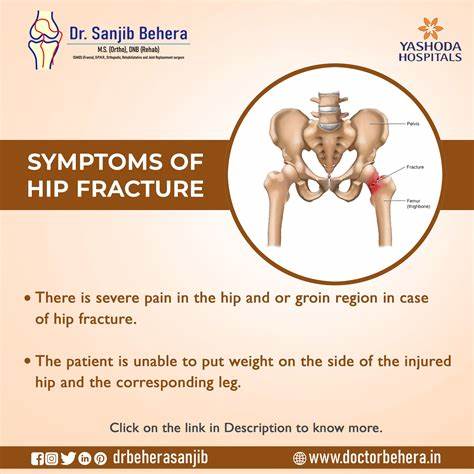 Dr. Sanjib Behera
M.S. (Ortho), DNB (Rehab)
YASHODA
HOSPITALS
SYMPTOMS OF
HIP FRACTURE
Pelvis
Fracture
Femur
(thighbone)
• There is severe pain in the hip and or groin region in case
of hip fracture.
• The patient is unable to put weight on the side of the injured
hip and the corresponding leg.
Click on the link in Description to know more.
drbeherasanjib
www.doctorbehera.in